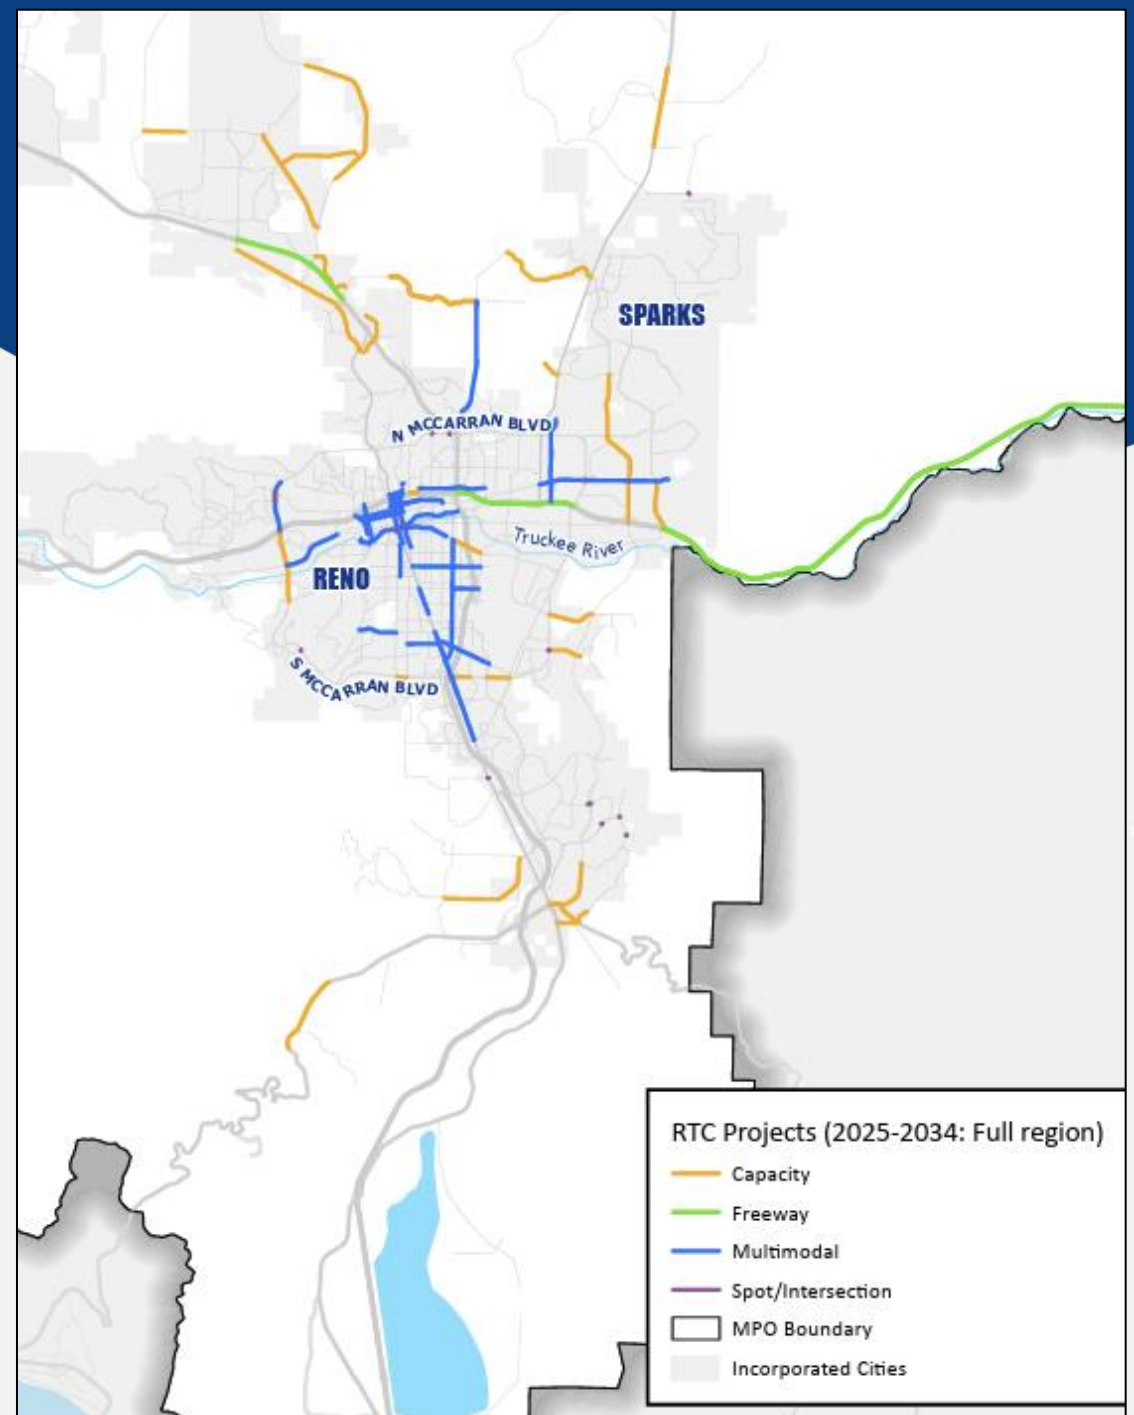 SPARKS
N MCCARRAN BLVD
Truckee River
RENO
S MCCARRAN BLVD
RTC Projects (2025-2034: Full region)
Capacity
Freeway
Multimodal
Spot/Intersection
MPO Boundary
Incorporated Cities